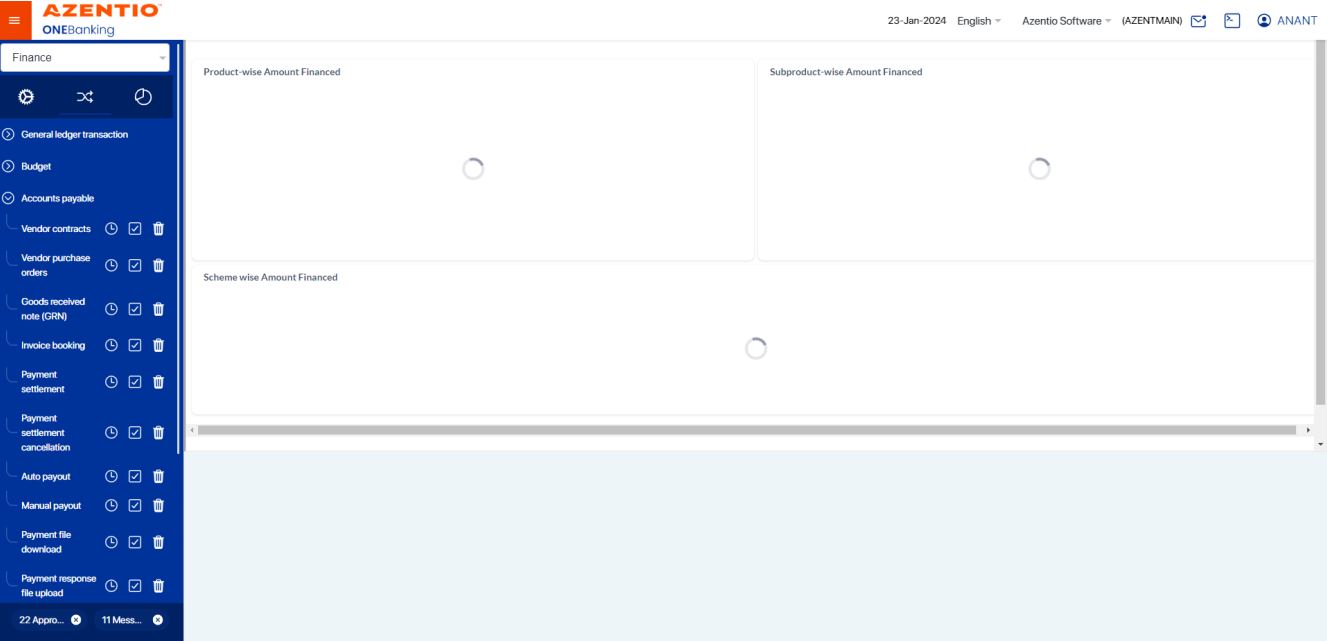 AZENTIO
ONEBanking
23-Jan-2024 English Azentio Software (AZENTMAIN) ANANT
Finance
General ledger transaction
Budget
Accounts payable
Vendor contracts
Vendor purchase
orders
Goods received
note (GRN)
Invoice booking
Payment
settlement
Payment
settlement
cancellation
Auto payout
Manual payout
Payment file
download
Payment response
file upload
22 Appro... 11 Mess...
Product-wise Amount Financed
Subproduct-wise Amount Financed
Scheme wise Amount Financed